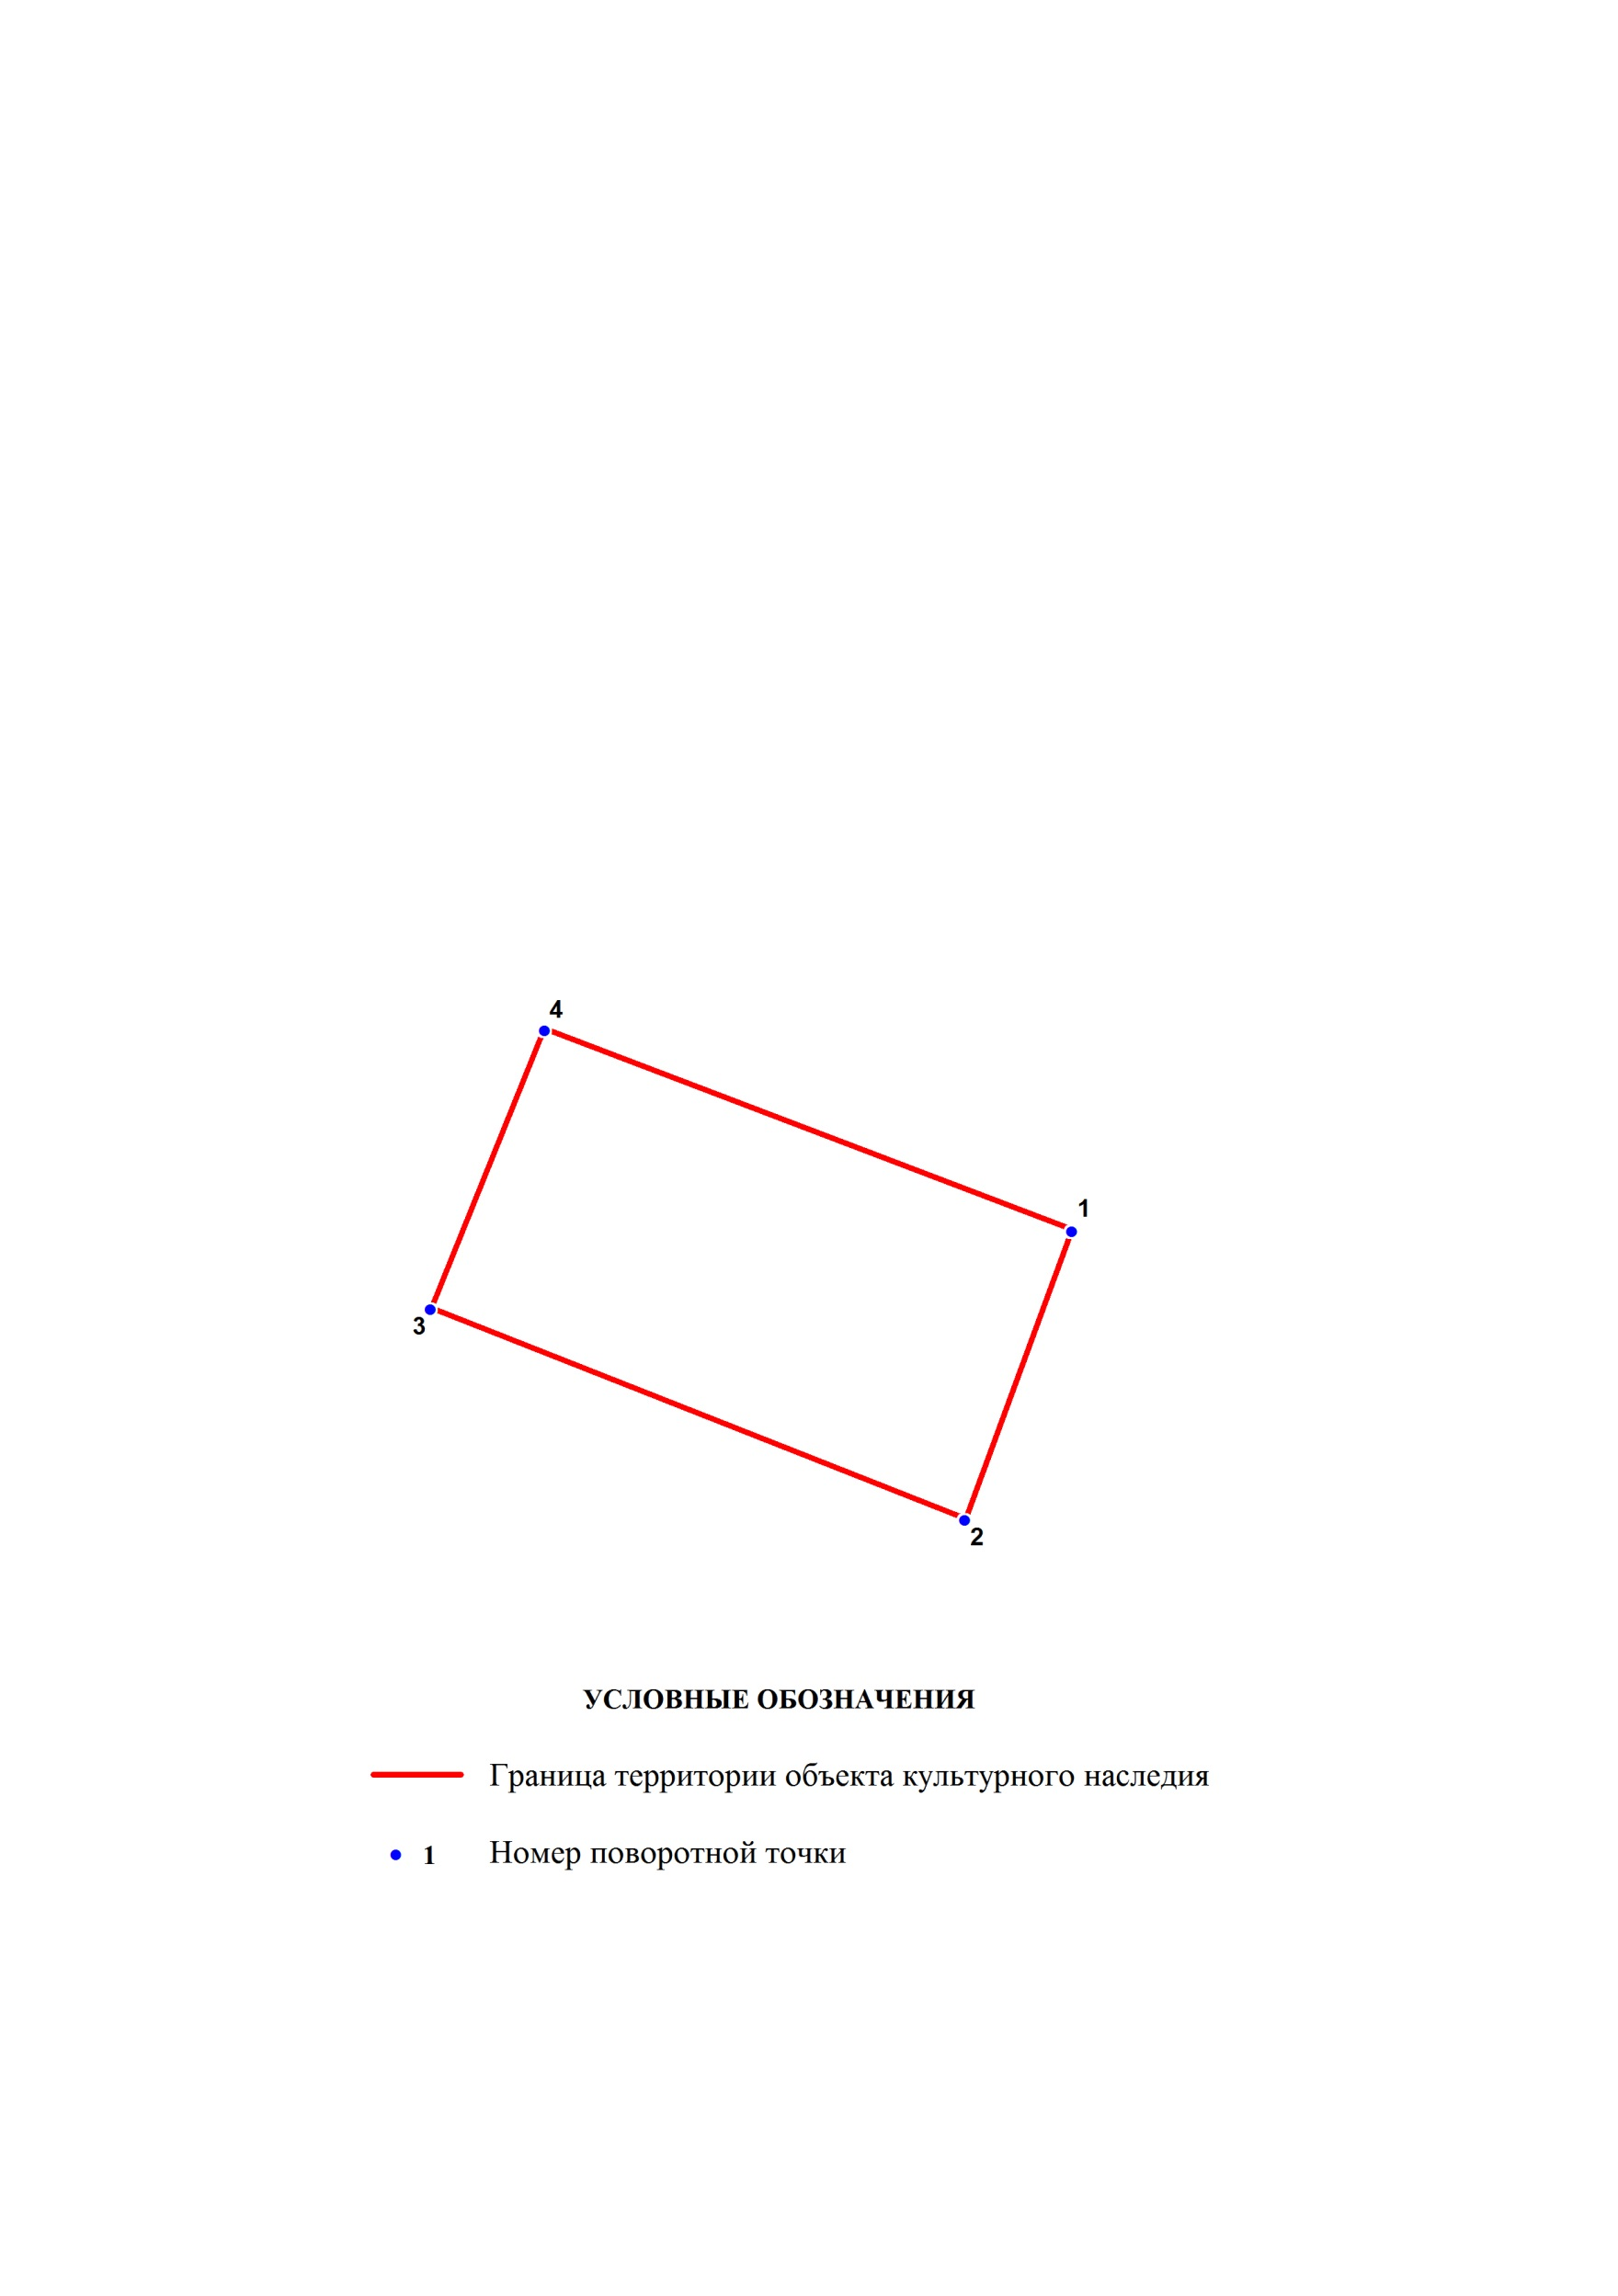 4
1
3
2
УСЛОВНЫЕ ОБОЗНАЧЕНИЯ
Граница территории объекта культурного наследия
1 Номер поворотной точки